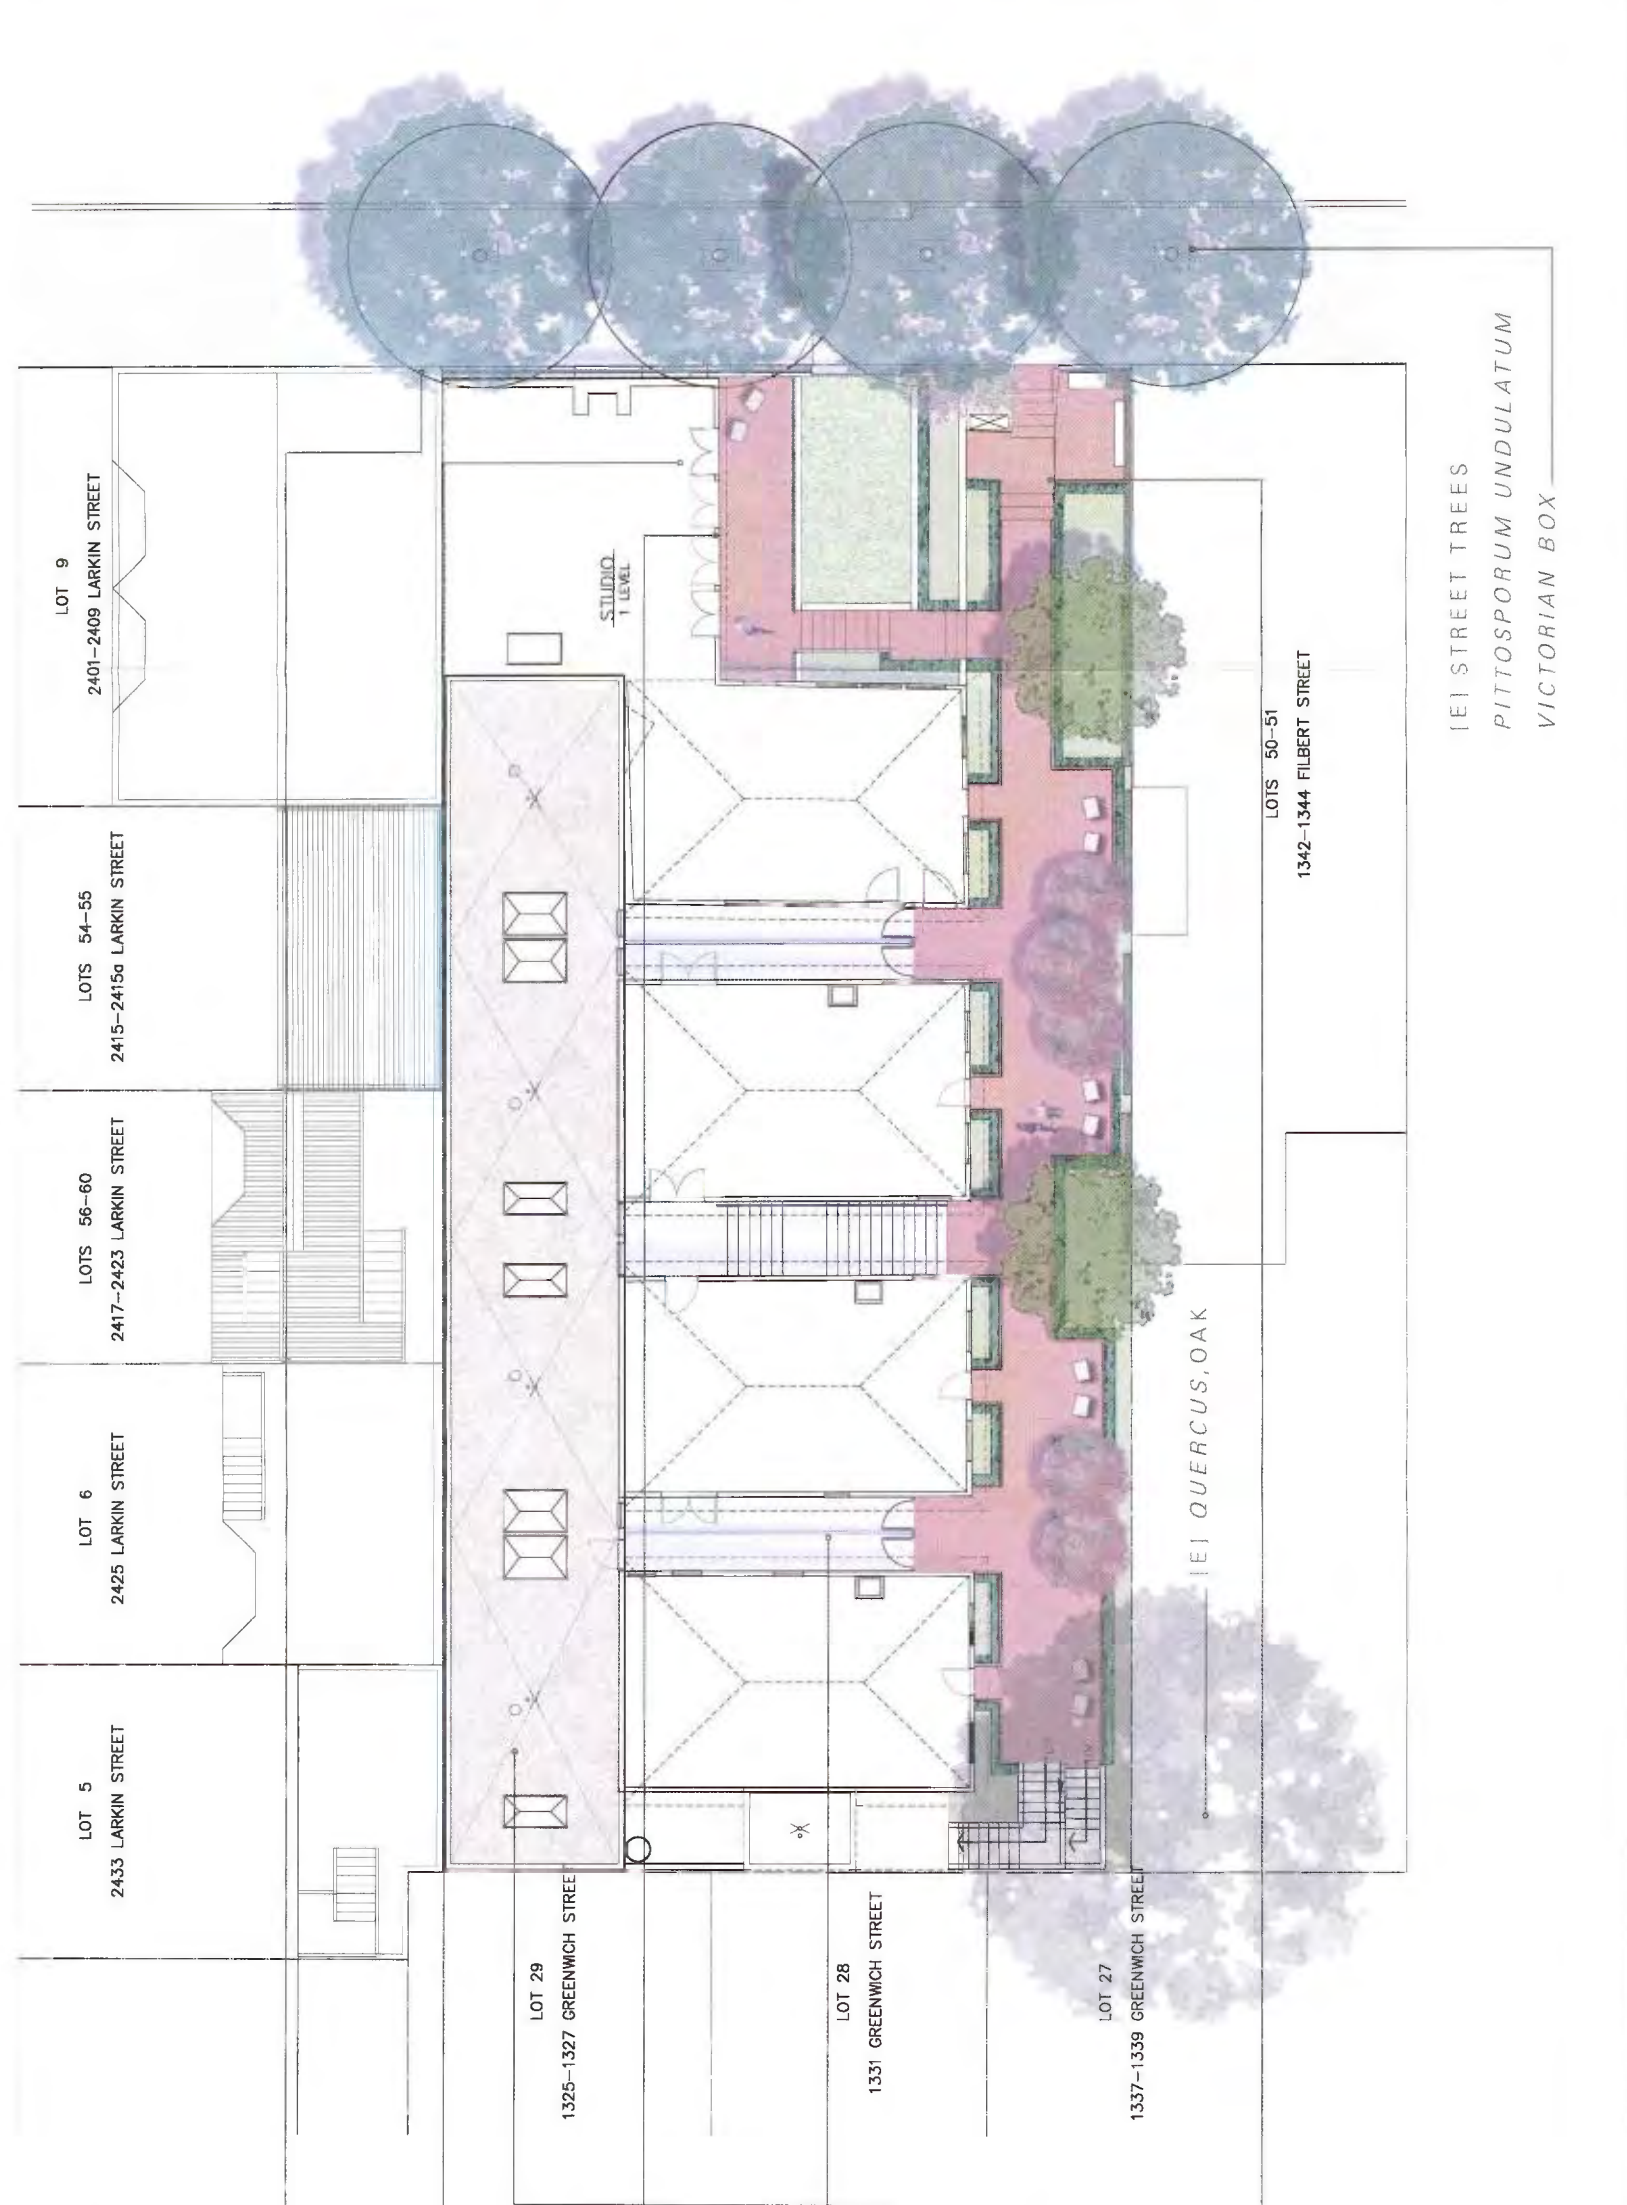 LOT 9
2401-2409 LARKIN STREET
LOTS 54-55
2415-2415a LARKIN STREET
LOTS 56-60
2417-2423 LARKIN STREET
LOT 6
2425 LARKIN STREET
LOT 5
2433 LARKIN STREET
STUDIO
1 LEVEL
LOT 29
1325-1327 GREENWICH STREE
LOT 28
1331 GREENWICH STREET
LOT 27
1337-1339 GREENWICH STREET
LOTS 50-51
1342-1344 FILBERT STREET
[E] QUERCUS, OAK
[E] STREET TREES
PITTOSPORUM UNDULATUM
VICTORIAN BOX